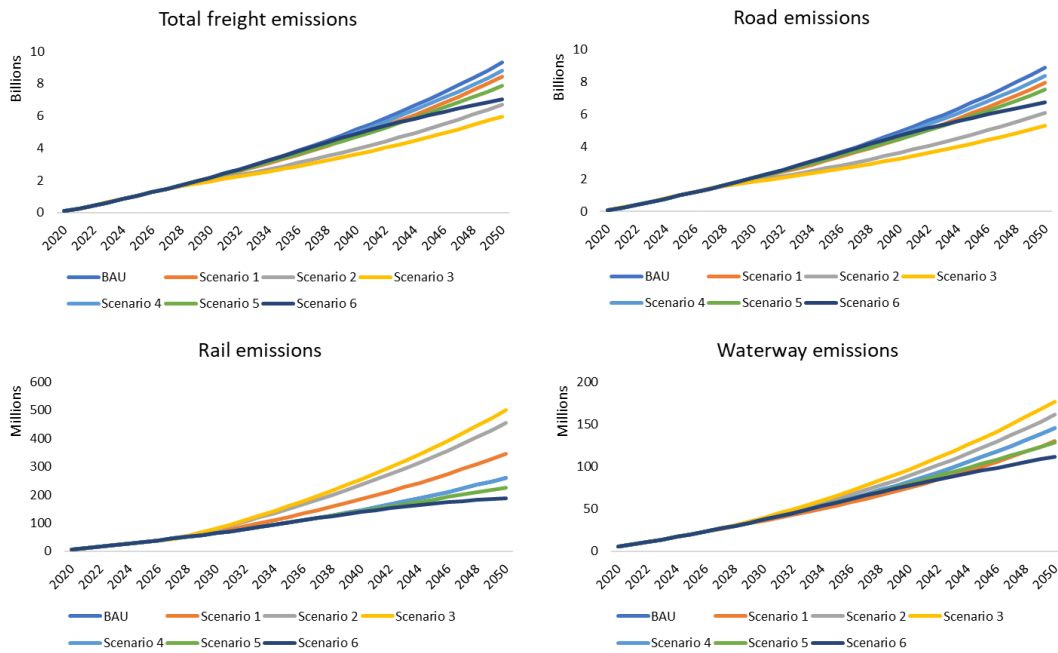 Total freight emissions
Billions
10
8
6
4
2
0
2020 2022 2024 2026 2028 2030 2032 2034 2036 2038 2040 2042 2044 2046 2048 2050
BAU Scenario 1 Scenario 2 Scenario 3
Scenario 4 Scenario 5 Scenario 6
Road emissions
Billions
10
8
6
4
2
0
2020 2022 2024 2026 2028 2030 2032 2034 2036 2038 2040 2042 2044 2046 2048 2050
BAU Scenario 1 Scenario 2 Scenario 3
Scenario 4 Scenario 5 Scenario 6
Rail emissions
Millions
600
500
400
300
200
100
0
2020 2022 2024 2026 2028 2030 2032 2034 2036 2038 2040 2042 2044 2046 2048 2050
BAU Scenario 1 Scenario 2 Scenario 3
Scenario 4 Scenario 5 Scenario 6
Waterway emissions
Millions
200
150
100
50
0
2020 2022 2024 2026 2028 2030 2032 2034 2036 2038 2040 2042 2044 2046 2048 2050
BAU Scenario 1 Scenario 2 Scenario 3
Scenario 4 Scenario 5 Scenario 6